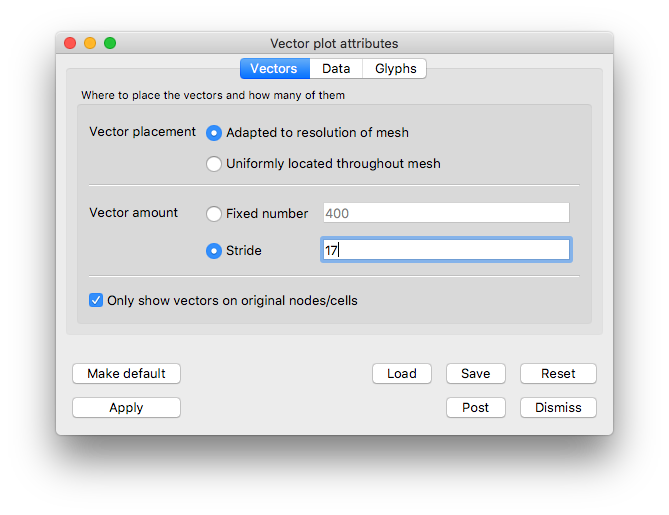 Vector plot attributes
Vectors Data Glyphs
Where to place the vectors and how many of them
Vector placement Adapted to resolution of mesh
Uniformly located throughout mesh
Vector amount Fixed number 400
Stride 17
Only show vectors on original nodes/cells
Make default Load Save Reset
Apply Post Dismiss